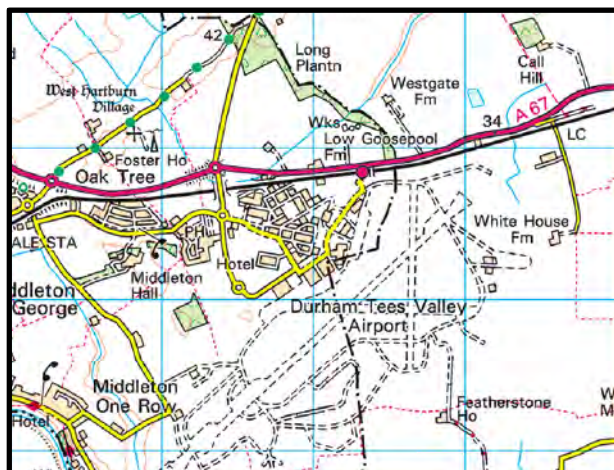 42
Long
Plantn
Call
Hill
West Hartburn
Village
Westgate
Fm
Wks
Low Goosepool
Fm
34
A 67
LC
Foster Ho
Oak Tree
PH
White House
Fm
ALE STA
Hotel
Middleton
Hall
ddleton
George
Durham Tees Valley
Airport
Middleton
One Row
Featherstone
Ho
Hotel
W
M